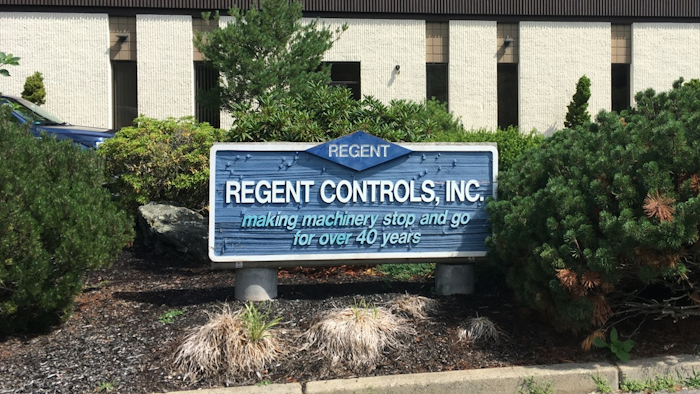 REGENT
REGENT CONTROLS, INC.
making machinery stop and go
for over 40 years